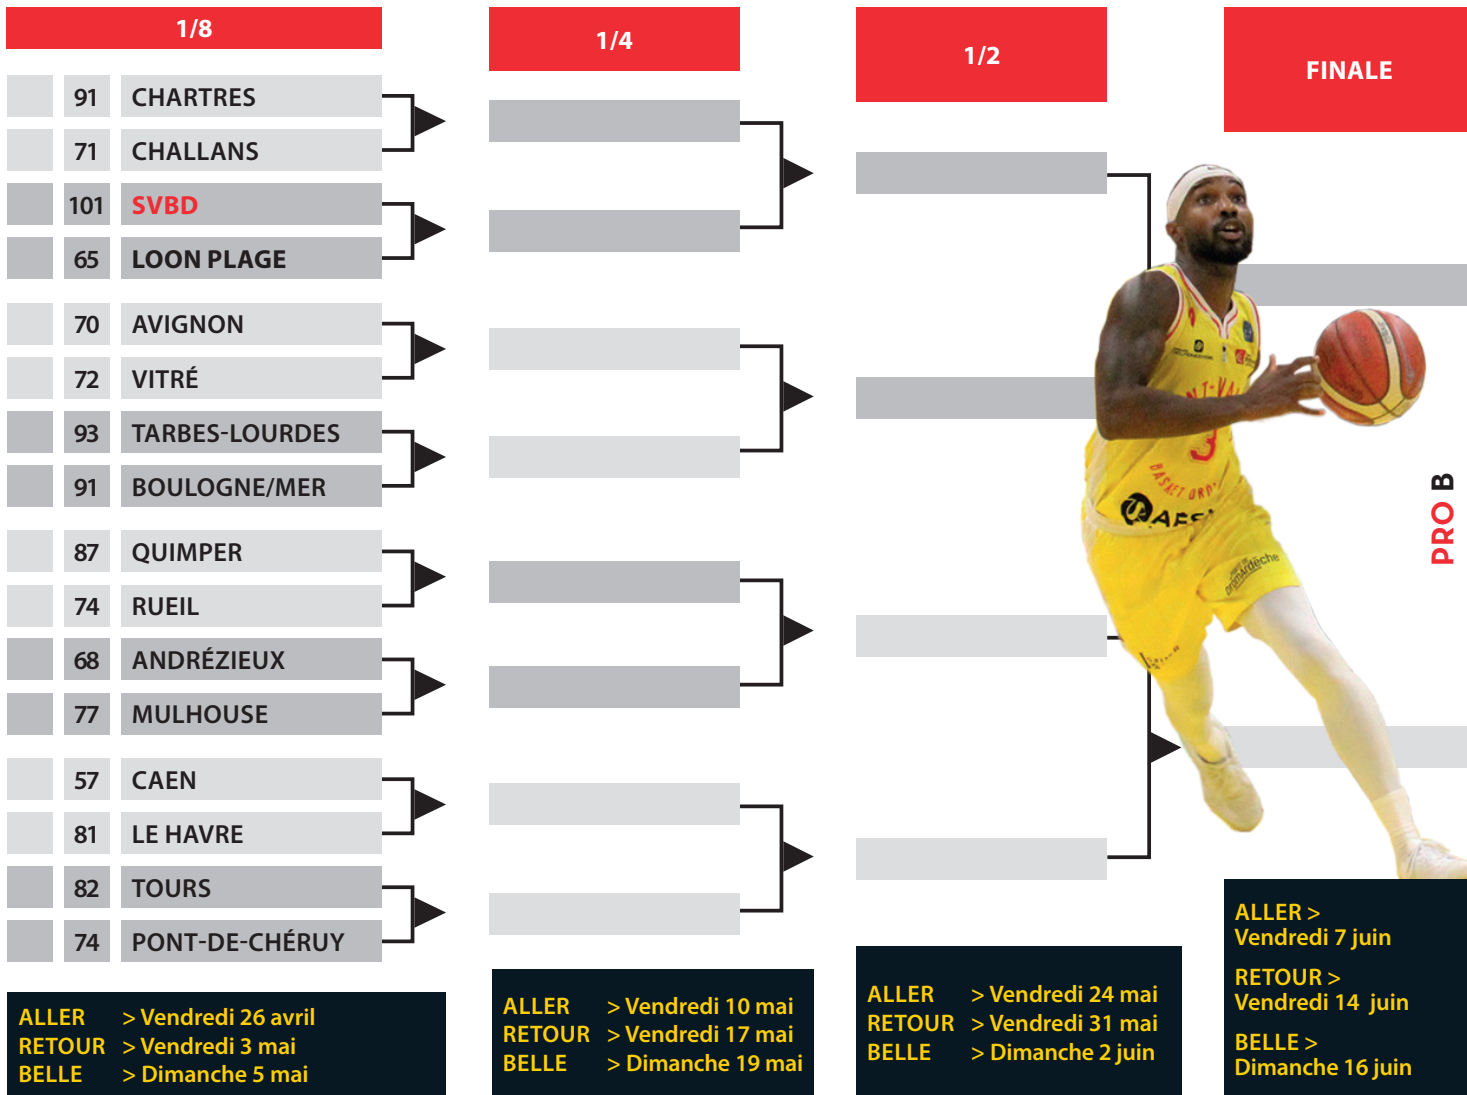 1/8
91 CHARTRES
71 CHALLANS
101 SVBD
65 LOON PLAGE
70 AVIGNON
72 VITRÉ
93 TARBES-LOURDES
91 BOULOGNE/MER
87 QUIMPER
74 RUEIL
68 ANDRÉZIEUX
77 MULHOUSE
57 CAEN
81 LE HAVRE
82 TOURS
74 PONT-DE-CHÉRUY
ALLER > Vendredi 26 avril
RETOUR > Vendredi 3 mai
BELLE > Dimanche 5 mai
1/4
ALLER > Vendredi 10 mai
RETOUR > Vendredi 17 mai
BELLE > Dimanche 19 mai
1/2
ALLER > Vendredi 24 mai
RETOUR > Vendredi 31 mai
BELLE > Dimanche 2 juin
FINALE
3
BASKET DRO
PRO B
ALLER >
Vendredi 7 juin
RETOUR >
Vendredi 14 juin
BELLE >
Dimanche 16 juin